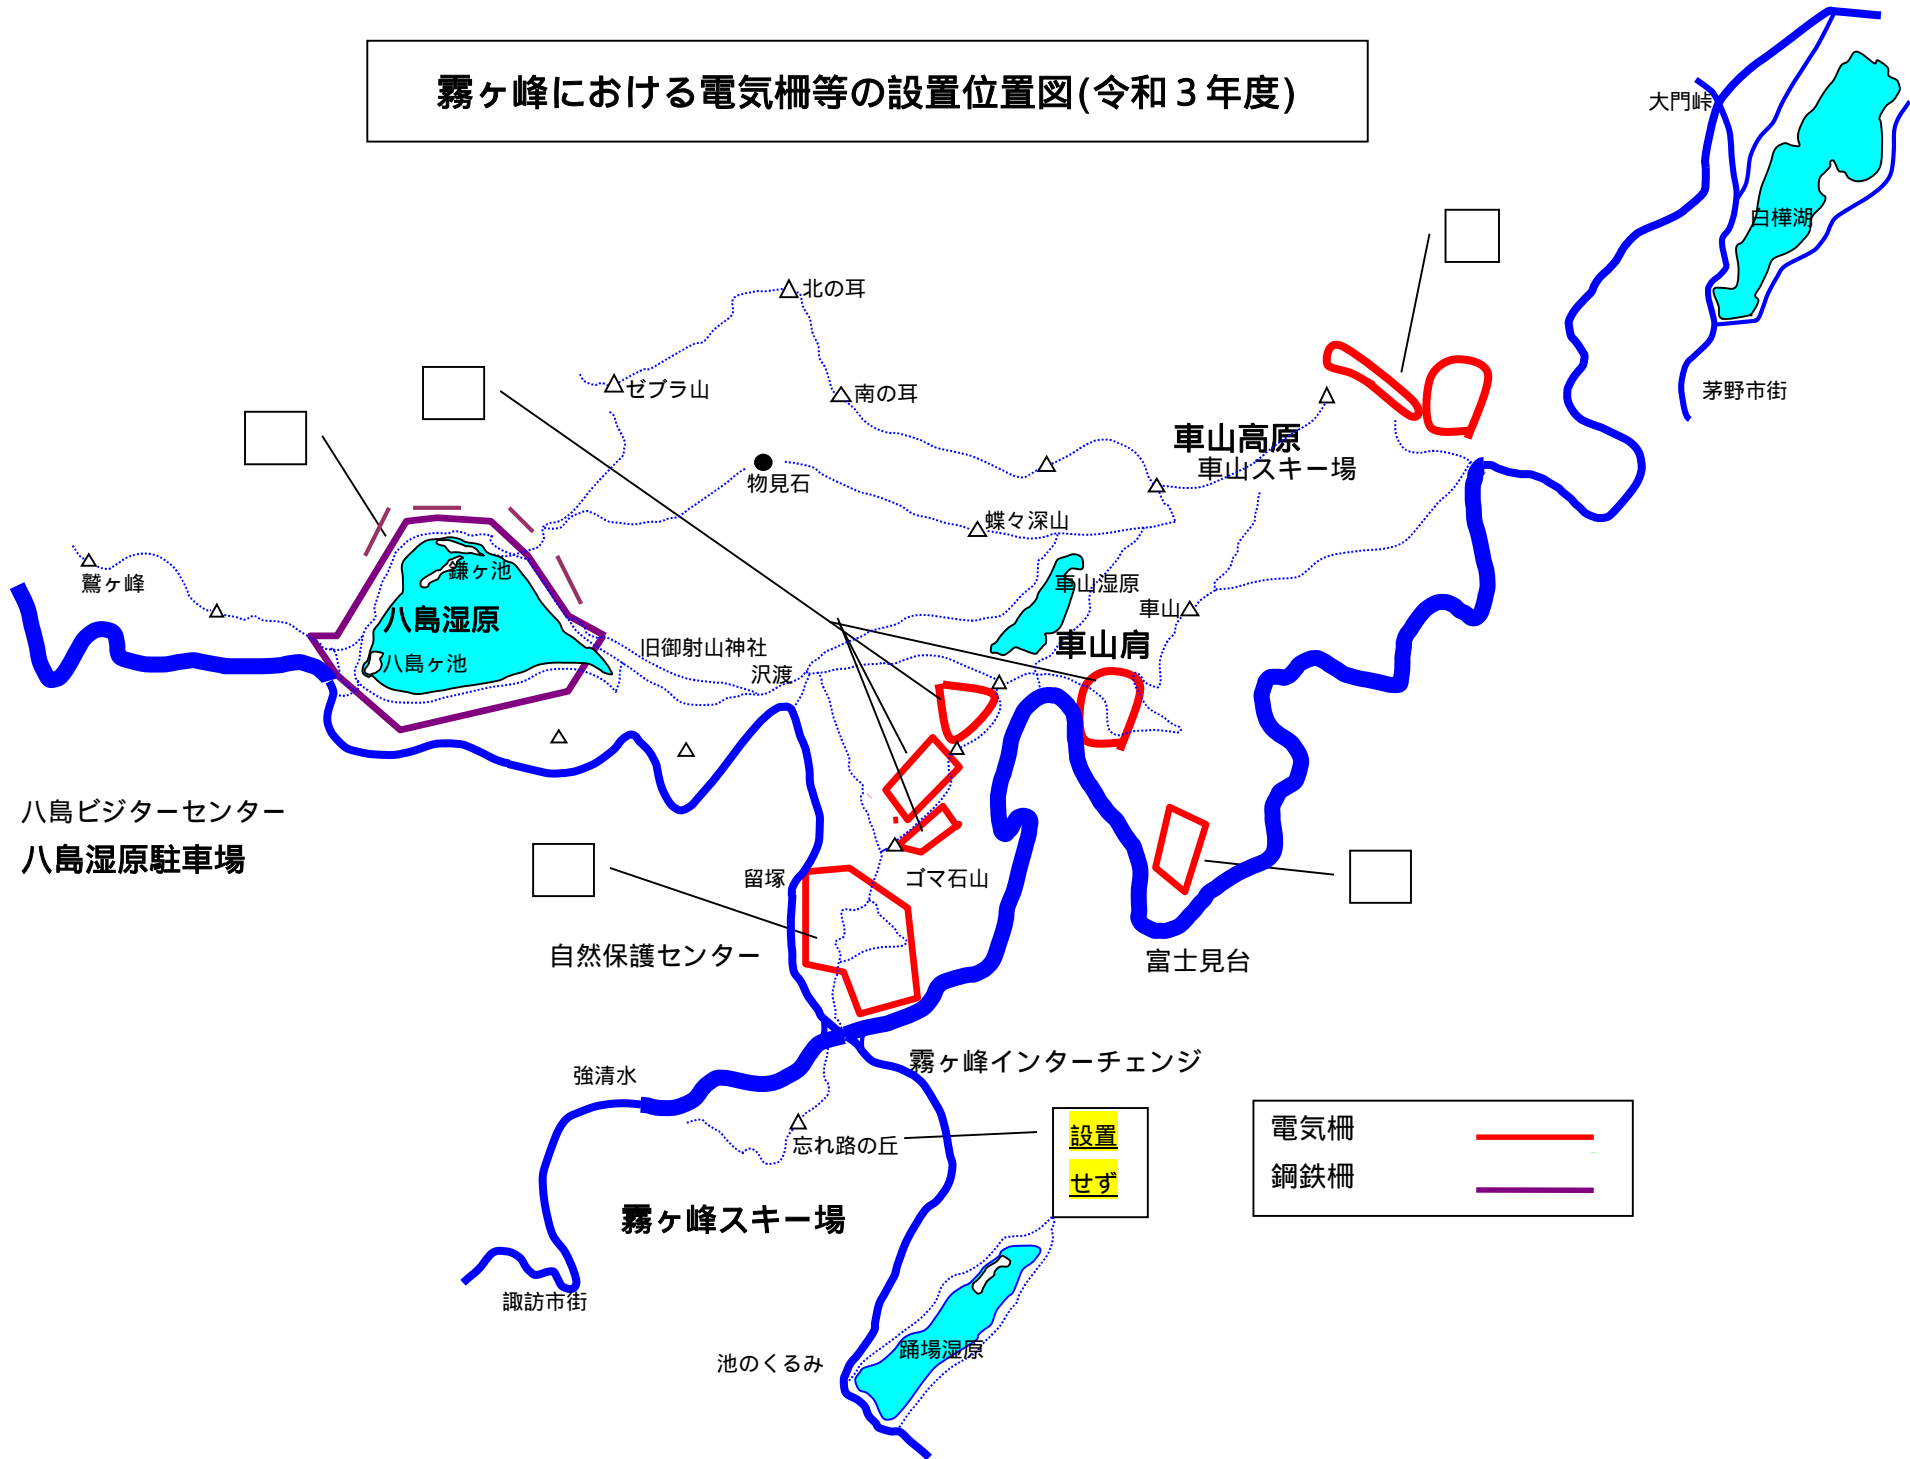 霧ヶ峰における電気柵等の設置位置図(令和３年度)
大門峠
白樺湖
北の耳
ゼブラ山
南の耳
茅野市街
車山高原
車山スキー場
物見石
蝶々深山
鷲ヶ峰
鎌ヶ池
車山湿原
車山
八島湿原
車山肩
旧御射山神社
八島ヶ池
沢渡
八島ビジターセンター
八島湿原駐車場
留塚
ゴマ石山
自然保護センター
富士見台
霧ヶ峰インターチェンジ
強清水
忘れ路の丘
設置
せず
電気柵
鋼鉄柵
霧ヶ峰スキー場
諏訪市街
踊場湿原
池のくるみ